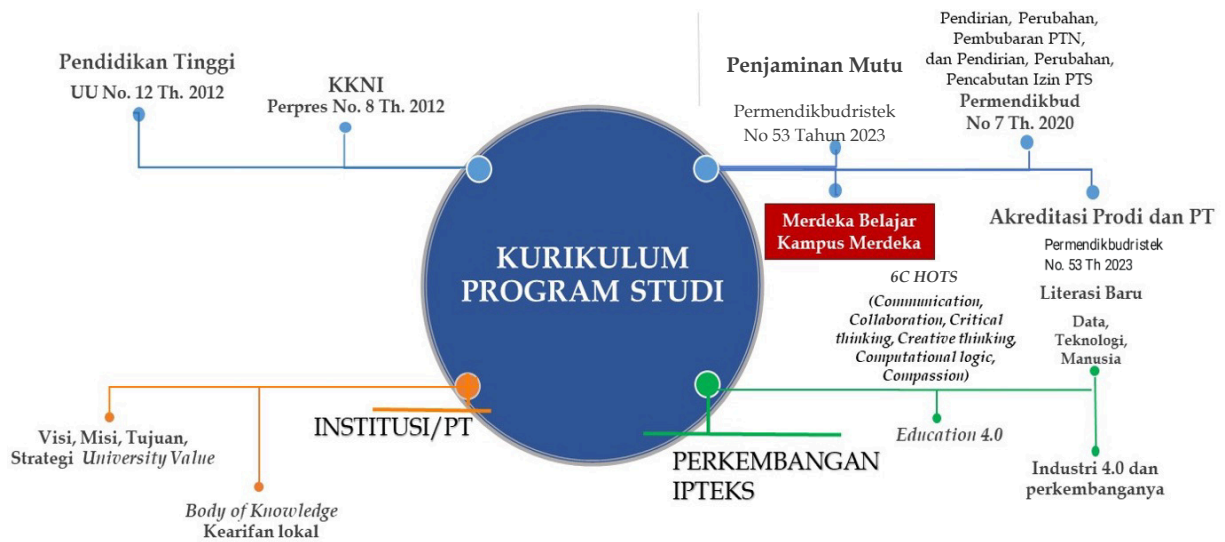 Pendidikan Tinggi
UU No. 12 Th. 2012
KKNI
Perpres No. 8 Th. 2012
Penjaminan Mutu
Permendikbudristek
No 53 Tahun 2023
Pendirian, Perubahan,
Pembubaran PTN,
dan Pendirian, Perubahan,
Pencabutan Izin PTS
Permendikbud
No 7 Th. 2020
Merdeka Belajar
Kampus Merdeka
Akreditasi Prodi dan PT
Permendikbudristek
No. 53 Th 2023
KURIKULUM
PROGRAM STUDI
6C HOTS
(Communication,
Collaboration, Critical
thinking, Creative thinking,
Computational logic,
Compassion)
Literasi Baru
Data,
Teknologi,
Manusia
INSTITUSI/PT
Visi, Misi, Tujuan,
Strategi University Value
Body of Knowledge
Kearifan lokal
PERKEMBANGAN
IPTEKS
Education 4.0
Industri 4.0 dan
perkembanganya